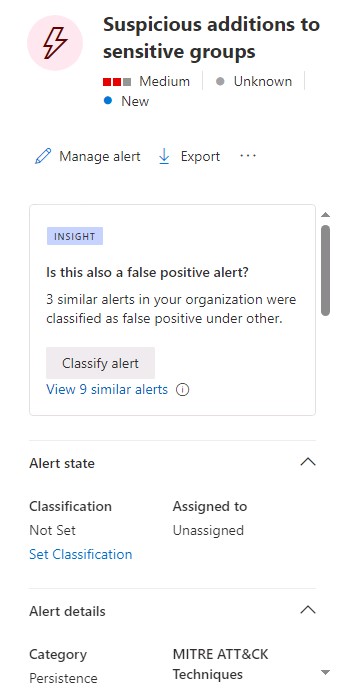 Suspicious additions to
sensitive groups
Medium Unknown
New
Manage alert Export ...
INSIGHT
Is this also a false positive alert?
3 similar alerts in your organization were
classified as false positive under other.
Classify alert
View 9 similar alerts
Alert state
Classification Assigned to
Not Set Unassigned
Set Classification
Alert details
Category MITRE ATT&CK
Techniques
Persistence